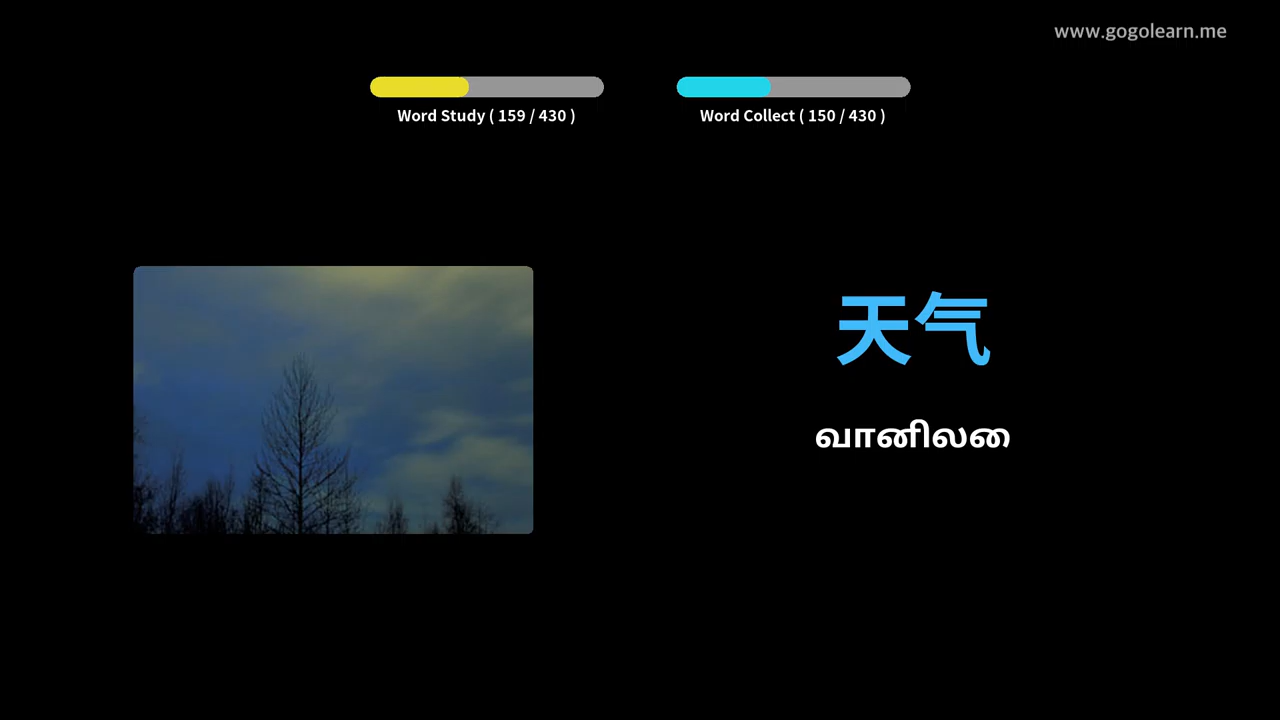 www.gogolearn.me
Word Study ( 159 / 430 )
Word Collect ( 150 / 430 )
天气
வானிலை